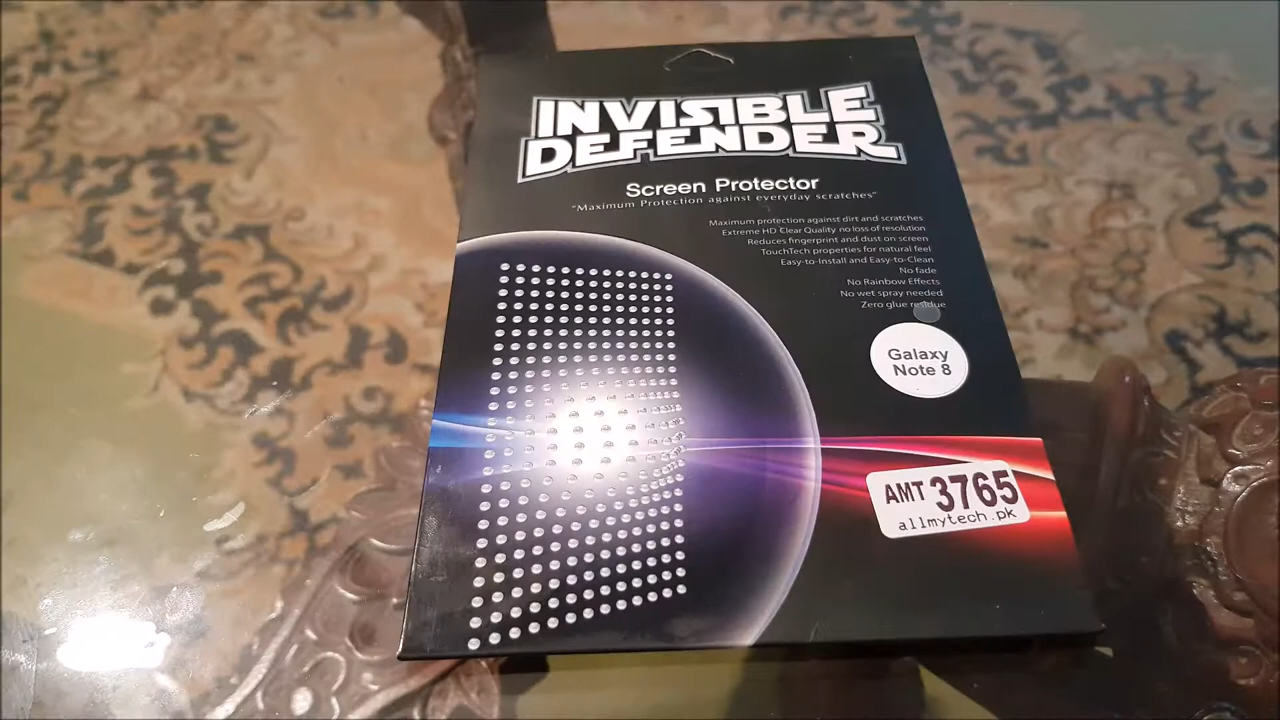 INVISIBLE
DEFENDER
Screen Protector
"Maximum Protection against everyday scratches"
Maximum protection against dirt and scratches
Extreme HD Clear Quality no loss of resolution
Reduces fingerprint and dust on screen
TouchTech properties for natural feel
Easy-to-Install and Easy-to-Clean
No fade
No Rainbow Effects
No wet spray needed
Zero glue residue
Galaxy
Note 8
AMT 3765
allmytech.pk